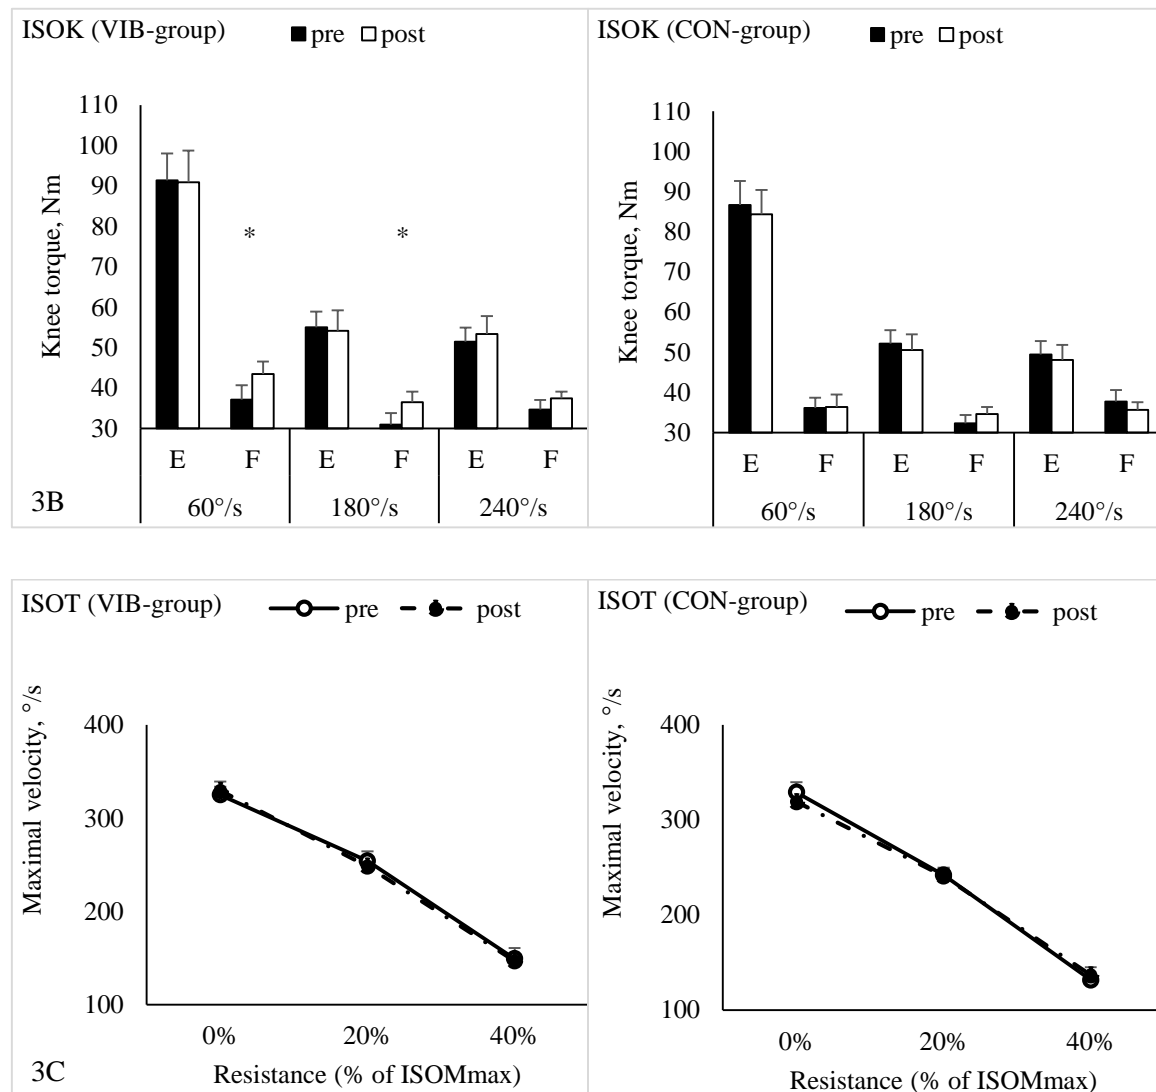 ISOK (VIB-group) pre post
Knee torque, Nm
110
100
90
80
70
60
50
40
30
* *
E F E F E F
60°/s 180°/s 240°/s
3B
ISOK (CON-group) pre post
Knee torque, Nm
110
100
90
80
70
60
50
40
30
E F E F E F
60°/s 180°/s 240°/s
ISOT (VIB-group) pre post
Maximal velocity, °/s
400
300
200
100
0% 20% 40%
Resistance (% of ISOMmax)
3C
ISOT (CON-group) pre post
Maximal velocity, °/s
400
300
200
100
0% 20% 40%
Resistance (% of ISOMmax)